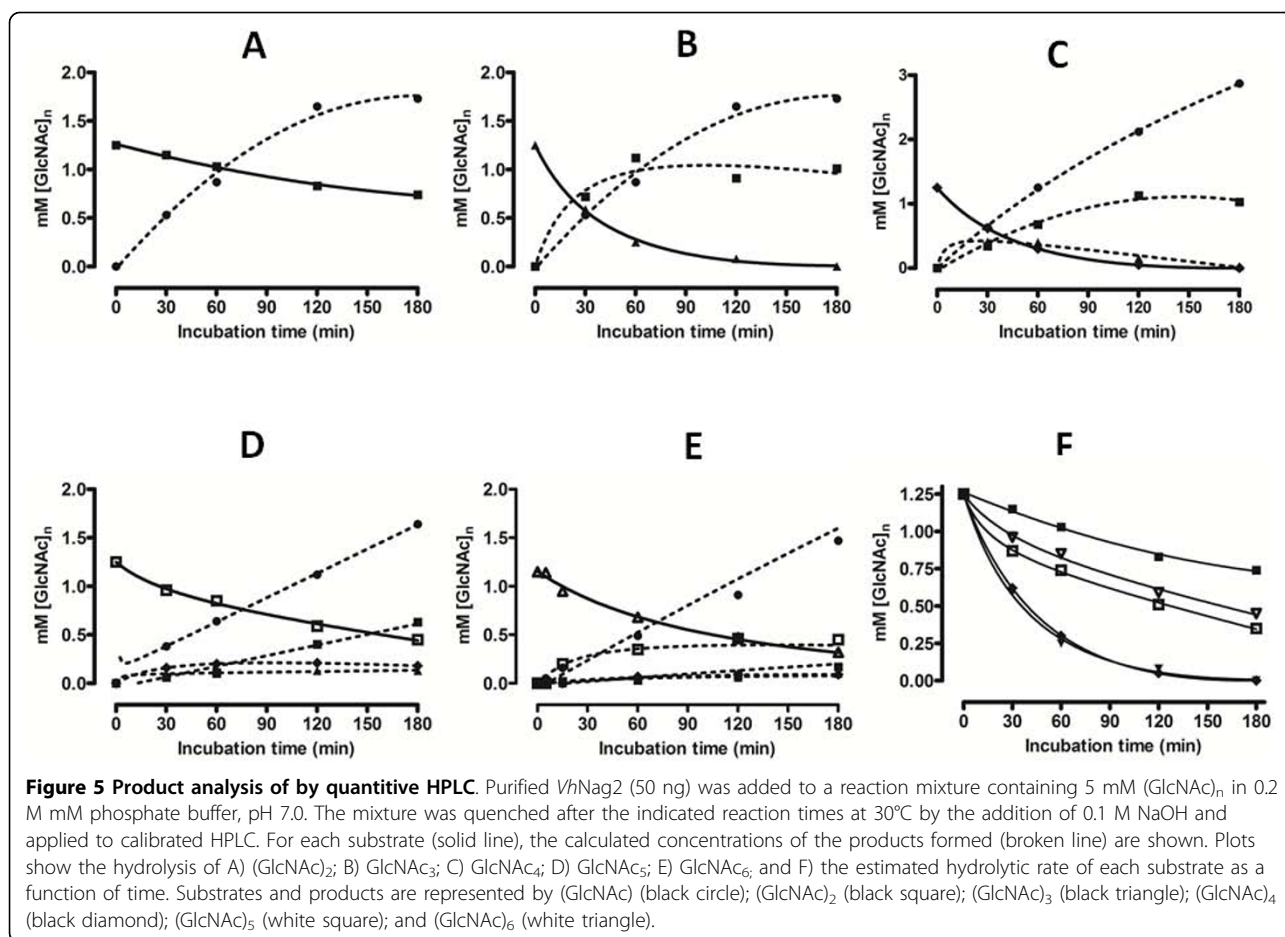 A
B
C
2.0
1.5
1.0
0.5
0.0
mM [GlcNAc]n
0 30 60 90 120 150 180
Incubation time (min)
2.0
1.5
1.0
0.5
0.0
mM [GlcNAc]n
0 30 60 90 120 150 180
Incubation time (min)
3
2
1
0
mM [GlcNAc]n
0 30 60 90 120 150 180
Incubation time (min)
D
E
F
2.0
1.5
1.0
0.5
0.0
mM [GlcNAc]n
0 30 60 90 120 150 180
Incubation time (min)
2.0
1.5
1.0
0.5
0.0
mM [GlcNAc]n
0 30 60 90 120 150 180
Incubation time (min)
1.25
1.00
0.75
0.50
0.25
0.00
mM [GlcNAc]n
0 30 60 90 120 150 180
Incubation time (min)
Figure 5 Product analysis of by quantitive HPLC. Purified VhNag2 (50 ng) was added to a reaction mixture containing 5 mM (GlcNAc)n in 0.2
M mM phosphate buffer, pH 7.0. The mixture was quenched after the indicated reaction times at 30°C by the addition of 0.1 M NaOH and
applied to calibrated HPLC. For each substrate (solid line), the calculated concentrations of the products formed (broken line) are shown. Plots
show the hydrolysis of A) (GlcNAc)2; B) GlcNAc3; C) GlcNAc4; D) GlcNAc5; E) GlcNAc6; and F) the estimated hydrolytic rate of each substrate as a
function of time. Substrates and products are represented by (GlcNAc) (black circle); (GlcNAc)2 (black square); (GlcNAc)3 (black triangle); (GlcNAc)4
(black diamond); (GlcNAc)5 (white square); and (GlcNAc)6 (white triangle).